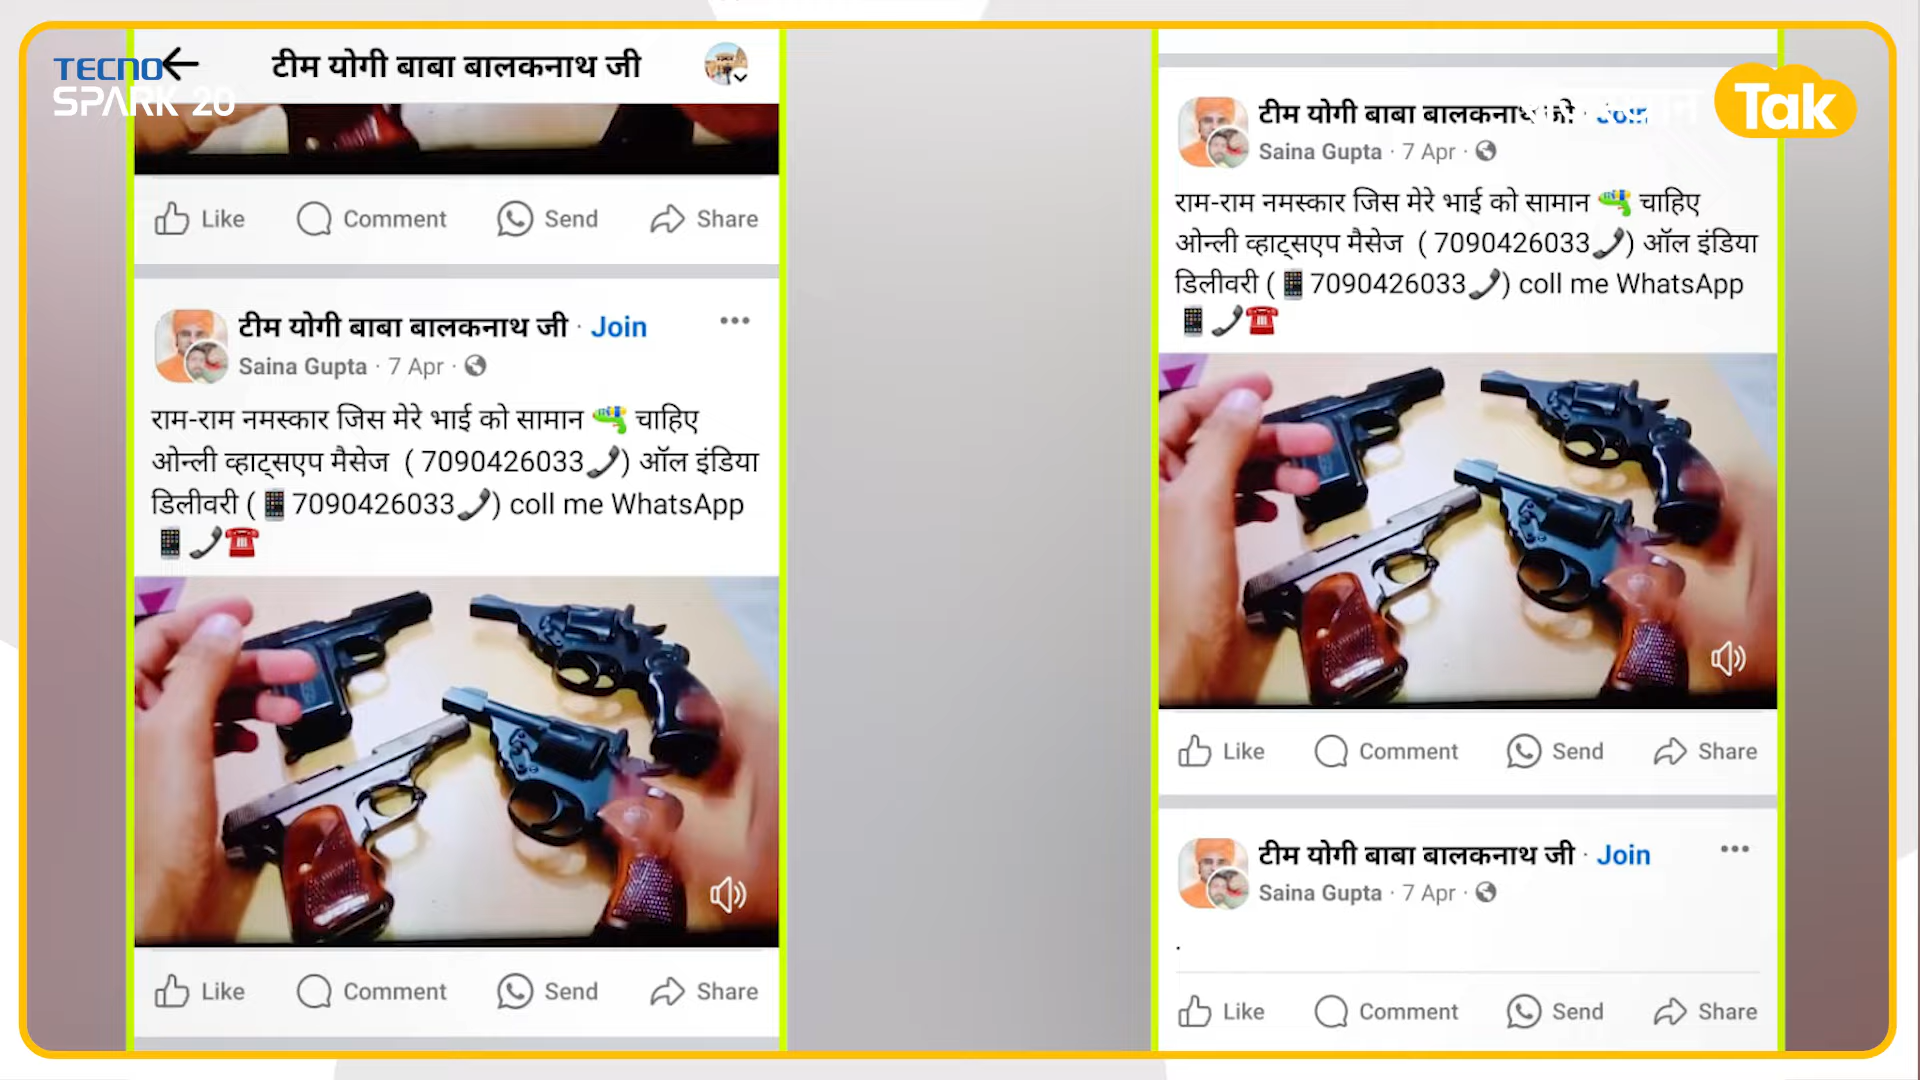 TECNO
SPARK 20
टीम योगी बाबा बालकनाथ जी
Like Comment Send Share
टीम योगी बाबा बालकनाथ जी · Join
Saina Gupta · 7 Apr ·
राम-राम नमस्कार जिस मेरे भाई को सामान 🔫 चाहिए
ओन्ली व्हाट्सएप मैसेज ( 7090426033📞) ऑल इंडिया
डिलीवरी (📱7090426033📞) coll me WhatsApp
📱📞☎️
Like Comment Send Share
Tak
टीम योगी बाबा बालकनाथ जी · Join
Saina Gupta · 7 Apr ·
राम-राम नमस्कार जिस मेरे भाई को सामान 🔫 चाहिए
ओन्ली व्हाट्सएप मैसेज ( 7090426033📞) ऑल इंडिया
डिलीवरी (📱7090426033📞) coll me WhatsApp
📱📞☎️
Like Comment Send Share
टीम योगी बाबा बालकनाथ जी · Join
Saina Gupta · 7 Apr ·
.
Like Comment Send Share